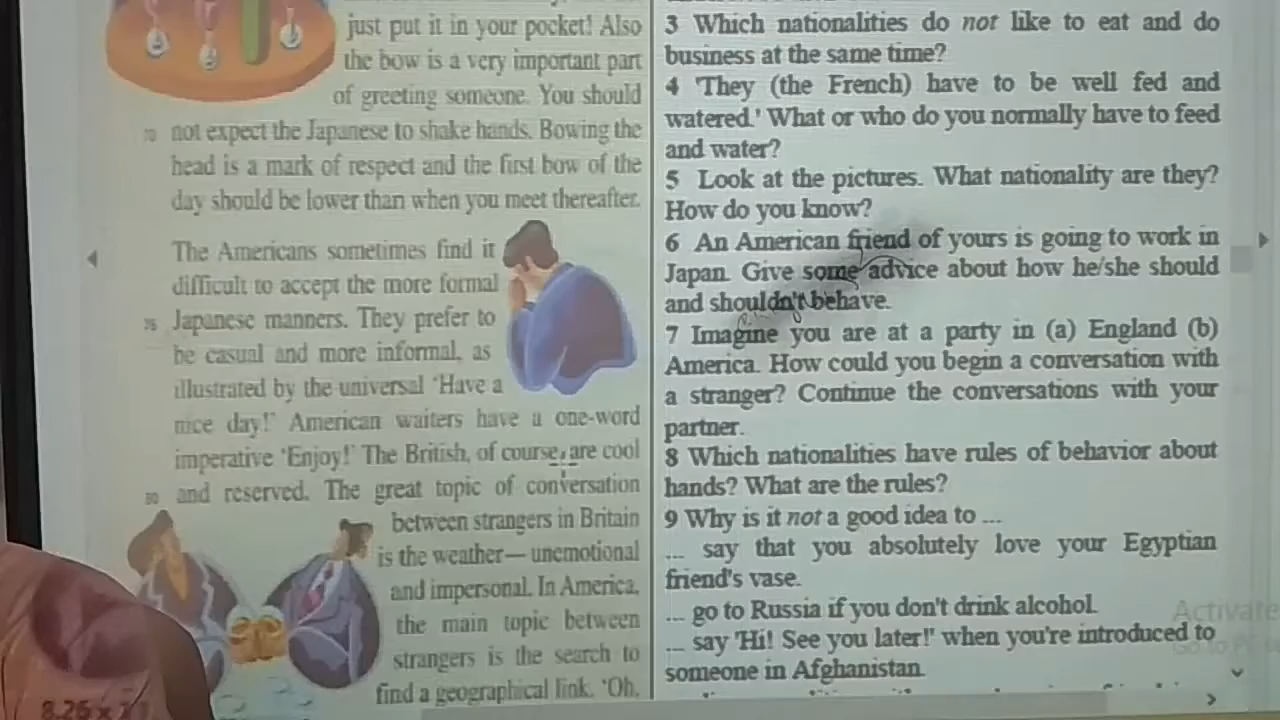 just put it in your pocket! Also
the bow is a very important part
of greeting someone. You should
70 not expect the Japanese to shake hands. Bowing the
head is a mark of respect and the first bow of the
day should be lower than when you meet thereafter.
The Americans sometimes find it
difficult to accept the more formal
75 Japanese manners. They prefer to
be casual and more informal, as
illustrated by the universal 'Have a
nice day!' American waiters have a one-word
imperative 'Enjoy!' The British, of course, are cool
80 and reserved. The great topic of conversation
between strangers in Britain
is the weather— unemotional
and impersonal. In America,
the main topic between
strangers is the search to
find a geographical link. 'Oh,
3 Which nationalities do not like to eat and do
business at the same time?
4 'They (the French) have to be well fed and
watered.' What or who do you normally have to feed
and water?
5 Look at the pictures. What nationality are they?
How do you know?
6 An American friend of yours is going to work in
Japan. Give some advice about how he/she should
and shouldn't behave.
7 Imagine you are at a party in (a) England (b)
America. How could you begin a conversation with
a stranger? Continue the conversations with your
partner.
8 Which nationalities have rules of behavior about
hands? What are the rules?
9 Why is it not a good idea to ...
... say that you absolutely love your Egyptian
friend's vase.
... go to Russia if you don't drink alcohol.
... say 'Hi! See you later!' when you're introduced to
someone in Afghanistan.
Activate
8.26 x